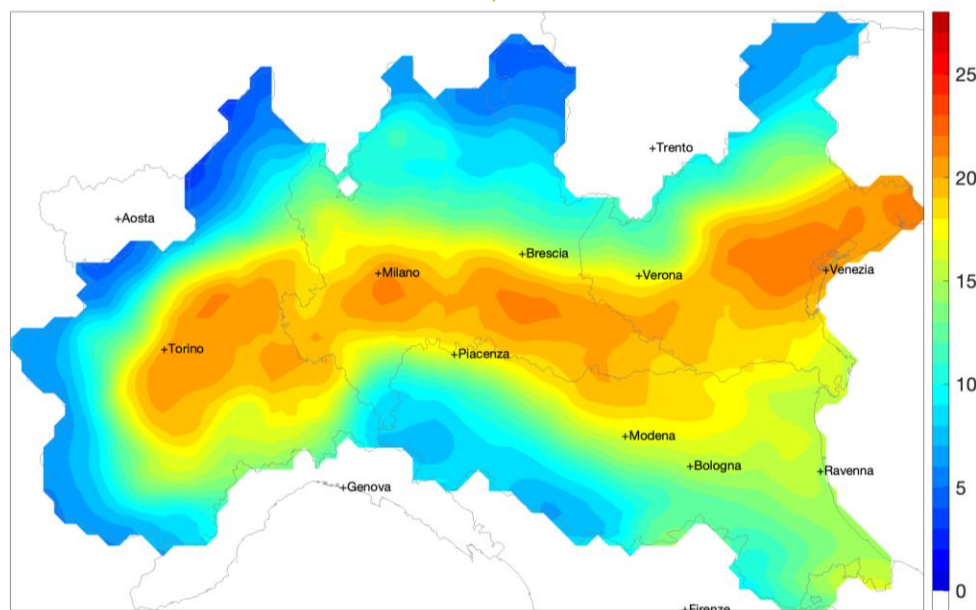 25
+Trento
20
+Aosta
+Brescia
+Milano
+Verona
+Venezia
15
+Torino
+Piacenza
10
+Modena
+Bologna
+Ravenna
5
+Genova
0
+Firenze